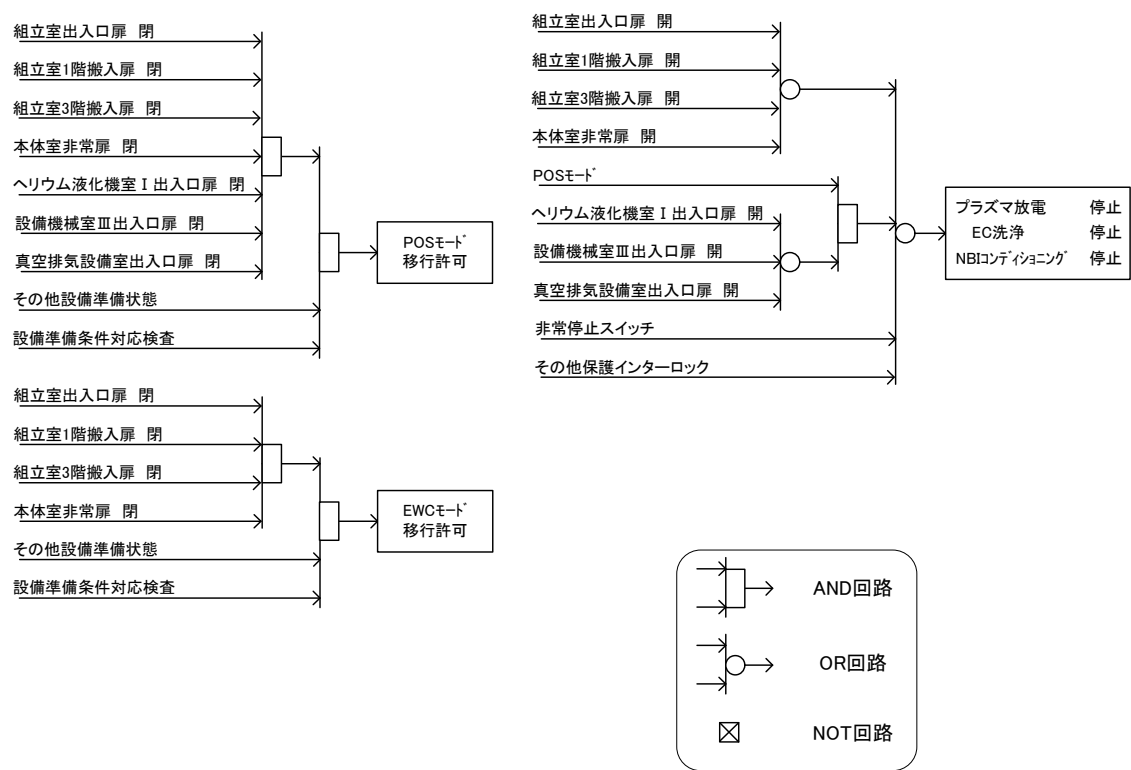 組立室出入口扉 閉
組立室1階搬入扉 閉
組立室3階搬入扉 閉
本体室非常扉 閉
ヘリウム液化機室Ⅰ出入口扉 閉
設備機械室Ⅲ出入口扉 閉
真空排気設備室出入口扉 閉
その他設備準備状態
設備準備条件対応検査
POSモード
移行許可
組立室出入口扉 閉
組立室1階搬入扉 閉
組立室3階搬入扉 閉
本体室非常扉 閉
その他設備準備状態
設備準備条件対応検査
EWCモード
移行許可
組立室出入口扉 開
組立室1階搬入扉 開
組立室3階搬入扉 開
本体室非常扉 開
POSモード
ヘリウム液化機室Ⅰ出入口扉 開
設備機械室Ⅲ出入口扉 開
真空排気設備室出入口扉 開
非常停止スイッチ
その他保護インターロック
プラズマ放電 停止
EC洗浄 停止
NBIコンディショニング 停止
AND回路
OR回路
NOT回路